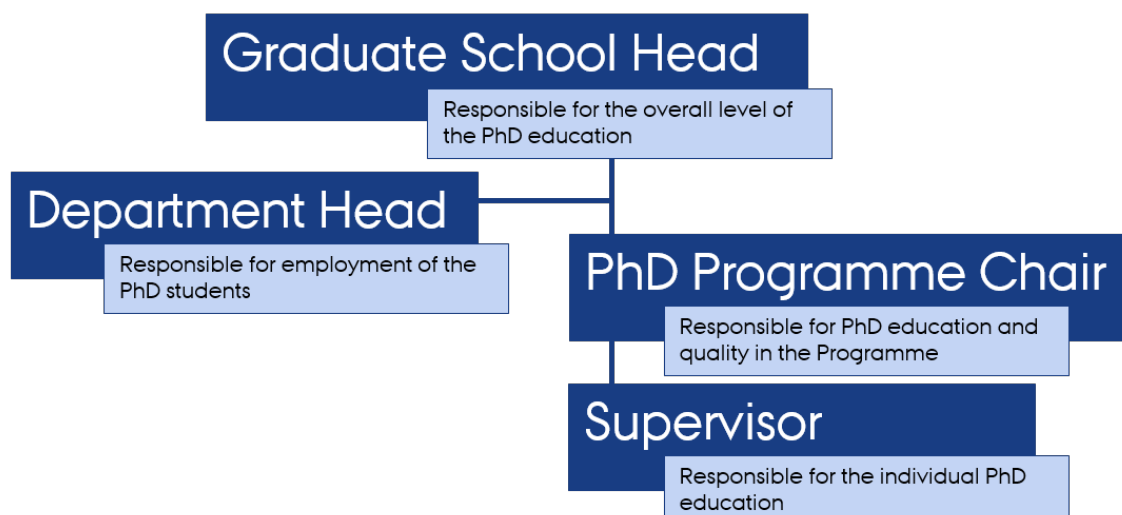 Graduate School Head
Responsible for the overall level of
the PhD education
Department Head
Responsible for employment of the
PhD students
PhD Programme Chair
Responsible for PhD education and
quality in the Programme
Supervisor
Responsible for the individual PhD
education